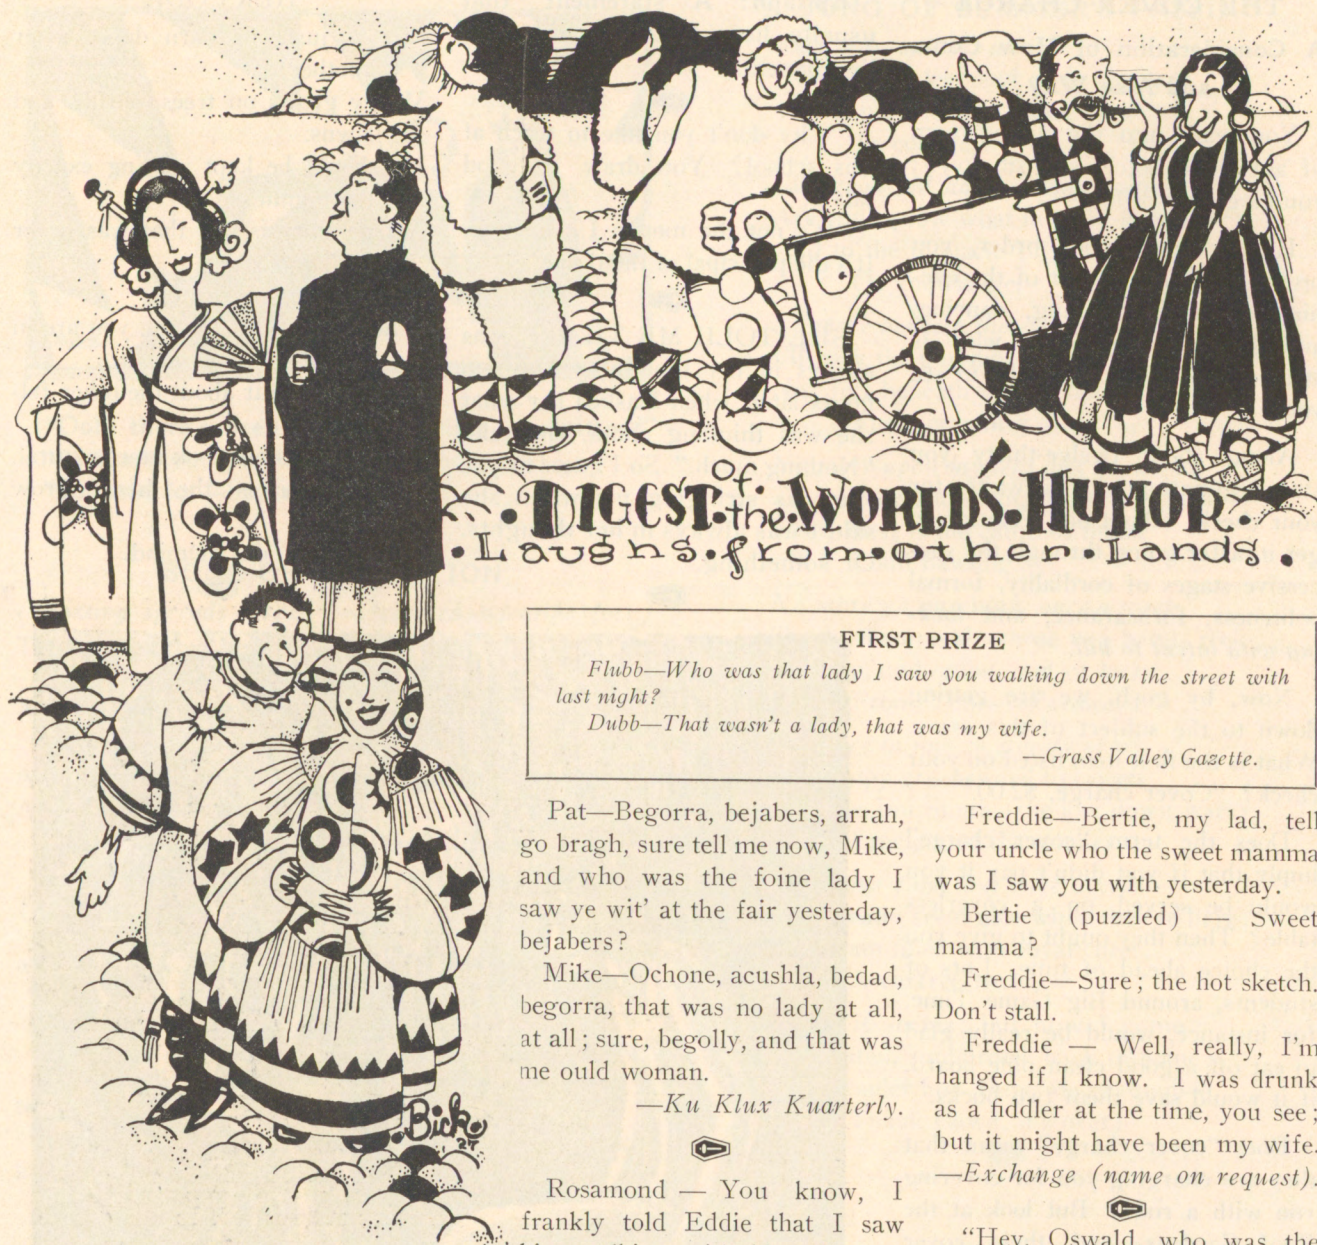 DIGEST of the WORLD'S HUMOR
Laughs from other Lands
FIRST PRIZE
Flubb—Who was that lady I saw you walking down the street with
last night?
Dubb—That wasn't a lady, that was my wife.
—Grass Valley Gazette.
Pat—Begorra, bejabers, arrah,
go bragh, sure tell me now, Mike,
and who was the foine lady I
saw ye wit' at the fair yesterday,
bejabers?
Mike—Ochone, acushla, bedad,
begorra, that was no lady at all,
at all; sure, begolly, and that was
me ould woman.
—Ku Klux Kuarterly.
Rosamond — You know, I
frankly told Eddie that I saw
Freddie—Bertie, my lad, tell
your uncle who the sweet mamma
was I saw you with yesterday.
Bertie (puzzled) — Sweet
mamma?
Freddie—Sure; the hot sketch.
Don't stall.
Freddie — Well, really, I'm
hanged if I know. I was drunk
as a fiddler at the time, you see;
but it might have been my wife.
—Exchange (name on request).
"Hey, Oswald, who was the
Bick
27